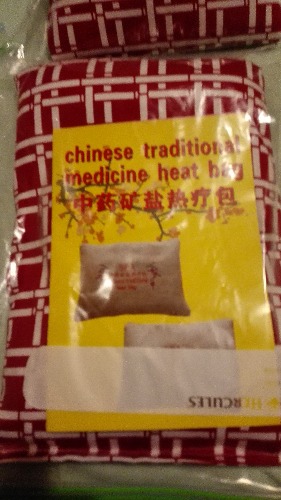 chinese traditional
medicine heat bag
中药矿盐热疗包
HERCULES